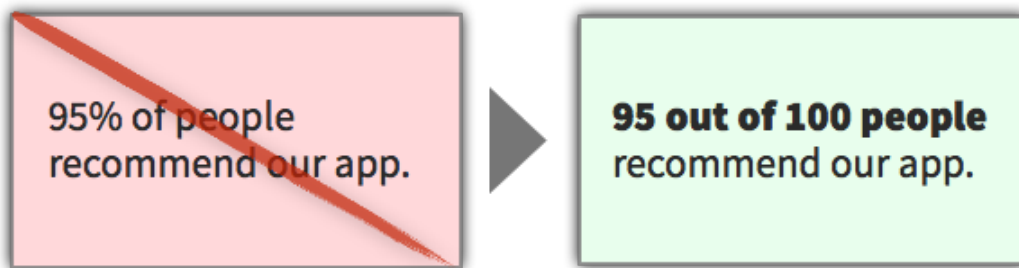 95% of people
recommend our app.
95 out of 100 people
recommend our app.